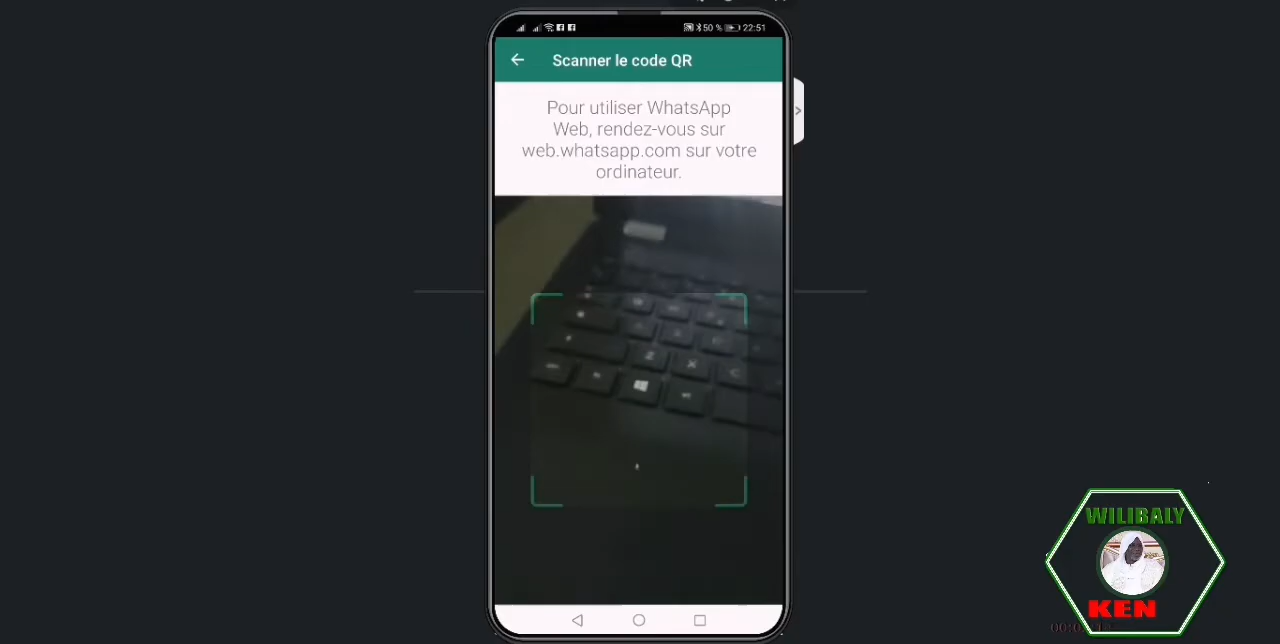 50 % 22:51
Scanner le code QR
Pour utiliser WhatsApp
Web, rendez-vous sur
web.whatsapp.com sur votre
ordinateur.
Z X C
WILIBALY
KEN